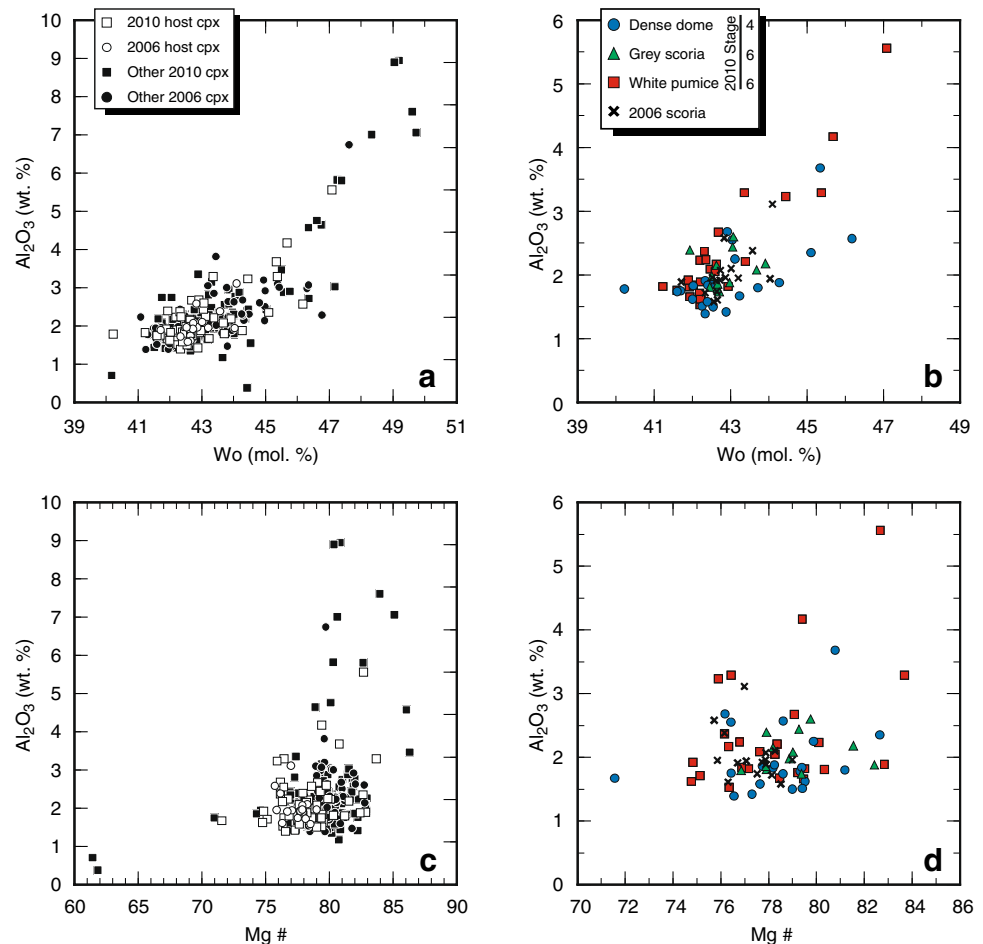 10
9
8
7
6
5
4
3
2
1
0
Al2O3 (wt. %)
2010 host cpx
2006 host cpx
Other 2010 cpx
Other 2006 cpx
a
39 41 43 45 47 49 51
Wo (mol. %)
6
5
4
3
2
1
0
Al2O3 (wt. %)
Dense dome 4
Grey scoria 6
White pumice 6
2010 Stage
2006 scoria
b
39 41 43 45 47 49
Wo (mol. %)
10
9
8
7
6
5
4
3
2
1
0
Al2O3 (wt. %)
c
60 65 70 75 80 85 90
Mg #
6
5
4
3
2
1
0
Al2O3 (wt. %)
d
70 72 74 76 78 80 82 84 86
Mg #